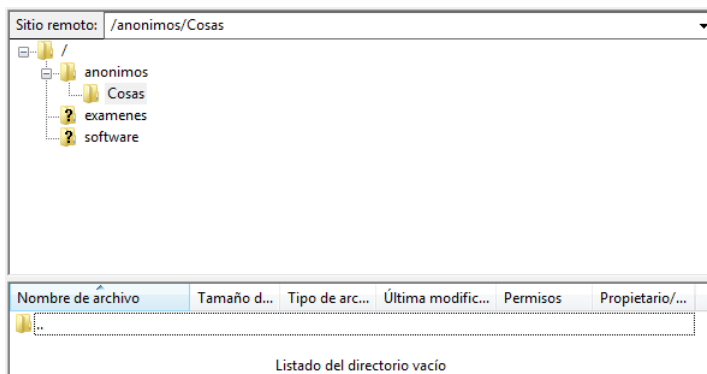 Sitio remoto: /anonimos/Cosas
/
anonimos
Cosas
? examenes
? software
Nombre de archivo Tamaño d... Tipo de arc... Última modific... Permisos Propietario/...
..
Listado del directorio vacío